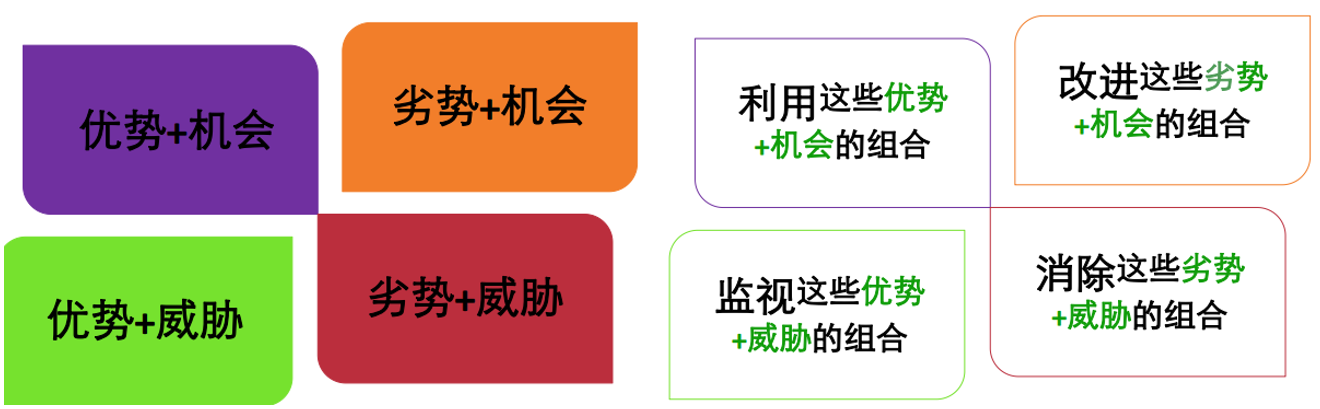 优势+机会
劣势+机会
优势+威胁
劣势+威胁
利用这些优势
+机会的组合
改进这些劣势
+机会的组合
监视这些优势
+威胁的组合
消除这些劣势
+威胁的组合